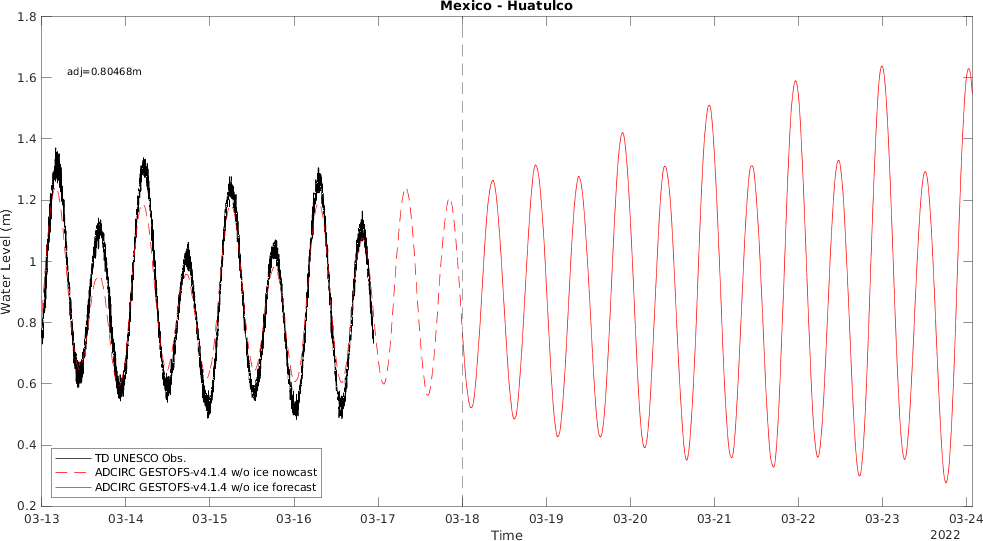 Mexico - Huatulco
1.8
adj=0.80468m
1.6
1.4
1.2
1
0.8
0.6
0.4
0.2
Water Level (m)
TD UNESCO Obs.
ADCIRC GESTOFS-v4.1.4 w/o ice nowcast
ADCIRC GESTOFS-v4.1.4 w/o ice forecast
03-13 03-14 03-15 03-16 03-17 03-18 03-19 03-20 03-21 03-22 03-23 03-24
Time
2022